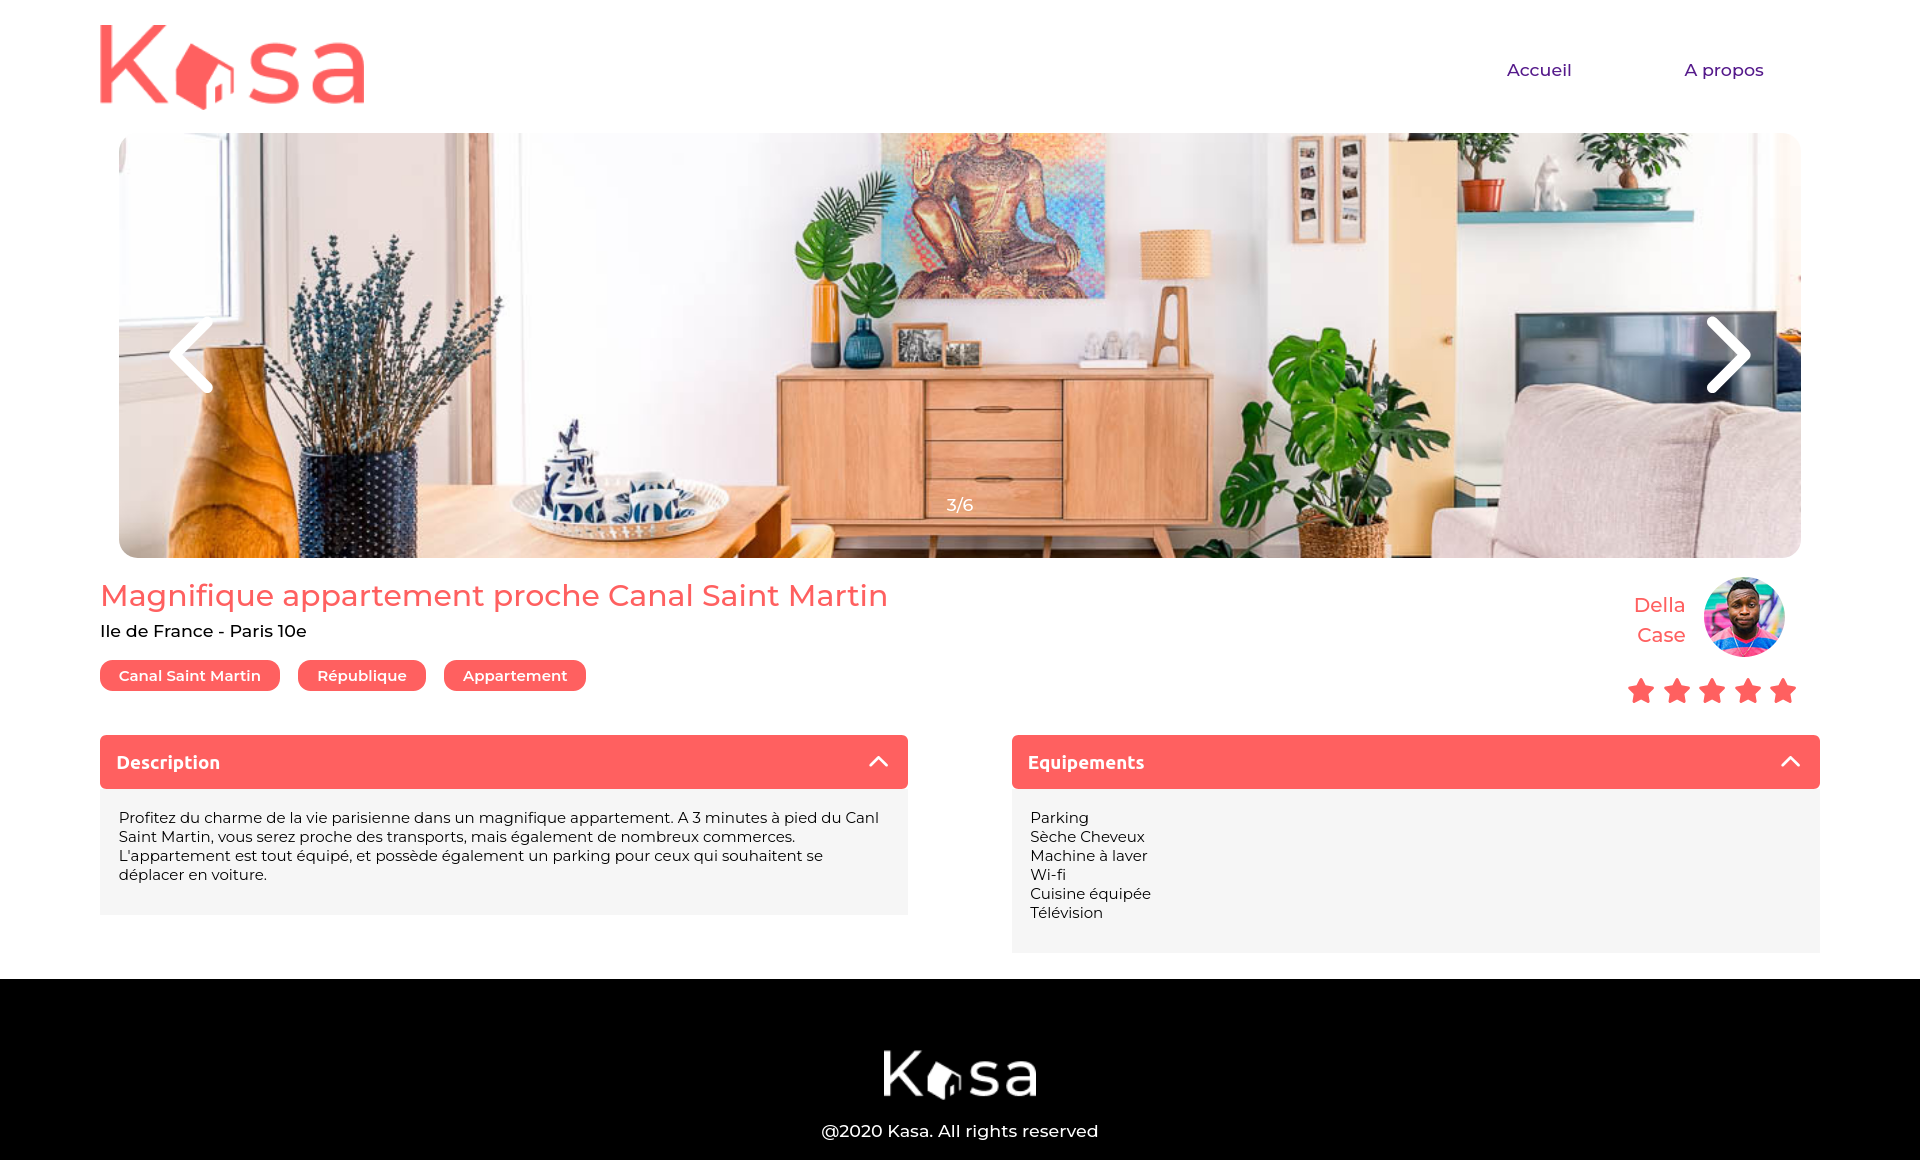 Kasa
Accueil
A propos
3/6
Magnifique appartement proche Canal Saint Martin
Ile de France - Paris 10e
Canal Saint Martin
République
Appartement
Della
Case
Description
Profitez du charme de la vie parisienne dans un magnifique appartement. A 3 minutes à pied du Canl
Saint Martin, vous serez proche des transports, mais également de nombreux commerces.
L'appartement est tout équipé, et possède également un parking pour ceux qui souhaitent se
déplacer en voiture.
Equipements
Parking
Sèche Cheveux
Machine à laver
Wi-fi
Cuisine équipée
Télévision
Kasa
@2020 Kasa. All rights reserved